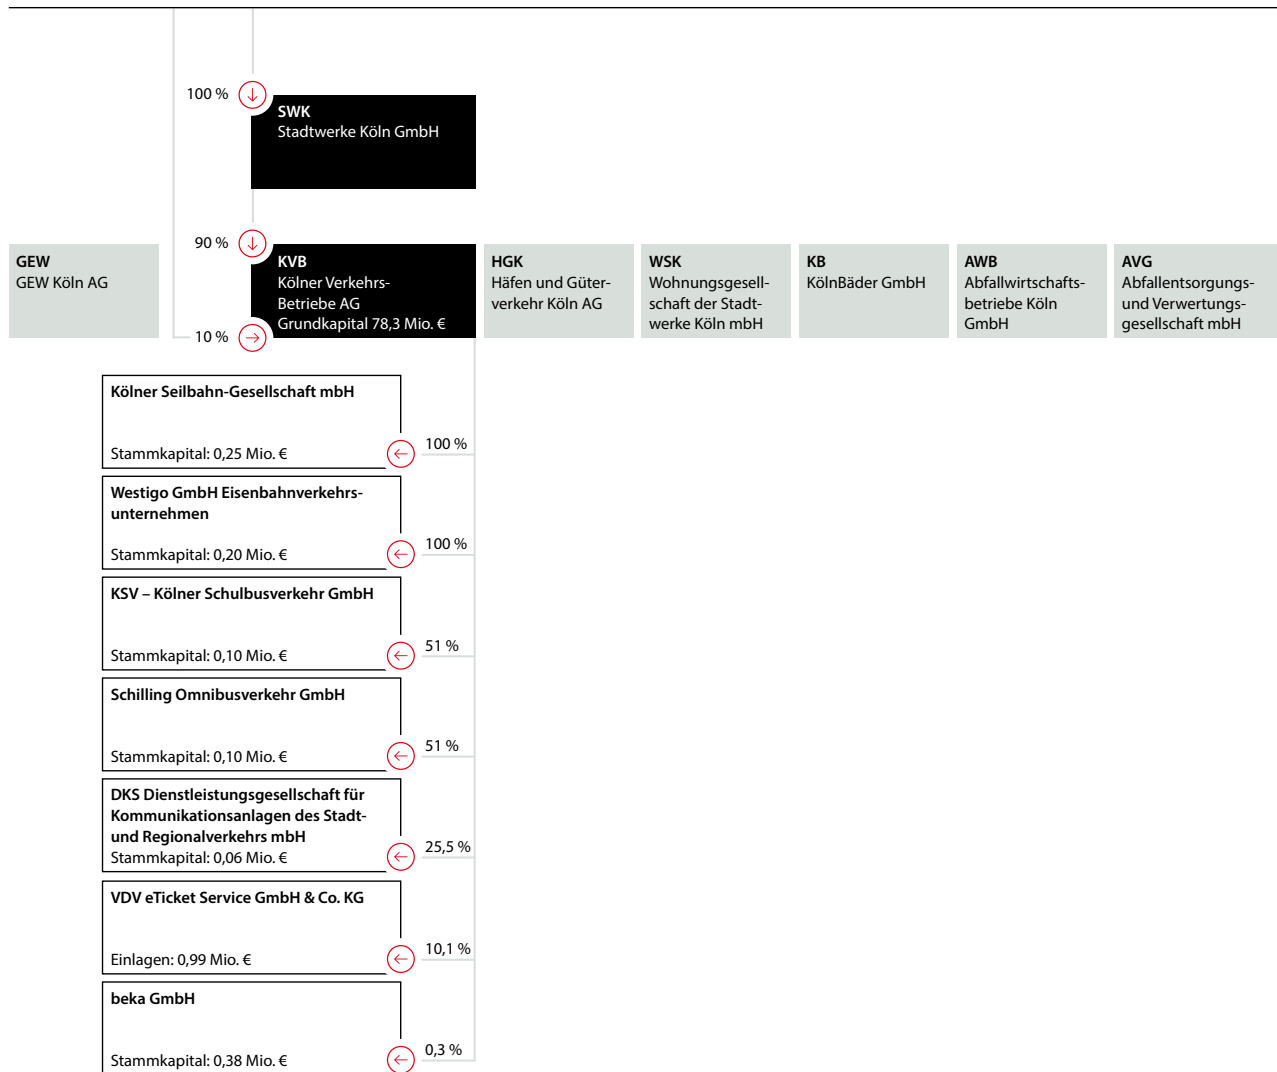 100 %
SWK
Stadtwerke Köln GmbH
90 %
GEW
GEW Köln AG
KVB
Kölner Verkehrs-
Betriebe AG
Grundkapital 78,3 Mio. €
10 %
HGK
Häfen und Güter-
verkehr Köln AG
WSK
Wohnungsgesell-
schaft der Stadt-
werke Köln mbH
KB
KölnBäder GmbH
AWB
Abfallwirtschafts-
betriebe Köln
GmbH
AVG
Abfallentsorgungs-
und Verwertungs-
gesellschaft mbH
Kölner Seilbahn-Gesellschaft mbH
Stammkapital: 0,25 Mio. €
100 %
Westigo GmbH Eisenbahnverkehrs-
unternehmen
Stammkapital: 0,20 Mio. €
100 %
KSV – Kölner Schulbusverkehr GmbH
Stammkapital: 0,10 Mio. €
51 %
Schilling Omnibusverkehr GmbH
Stammkapital: 0,10 Mio. €
51 %
DKS Dienstleistungsgesellschaft für
Kommunikationsanlagen des Stadt-
und Regionalverkehrs mbH
Stammkapital: 0,06 Mio. €
25,5 %
VDV eTicket Service GmbH & Co. KG
Einlagen: 0,99 Mio. €
10,1 %
beka GmbH
Stammkapital: 0,38 Mio. €
0,3 %